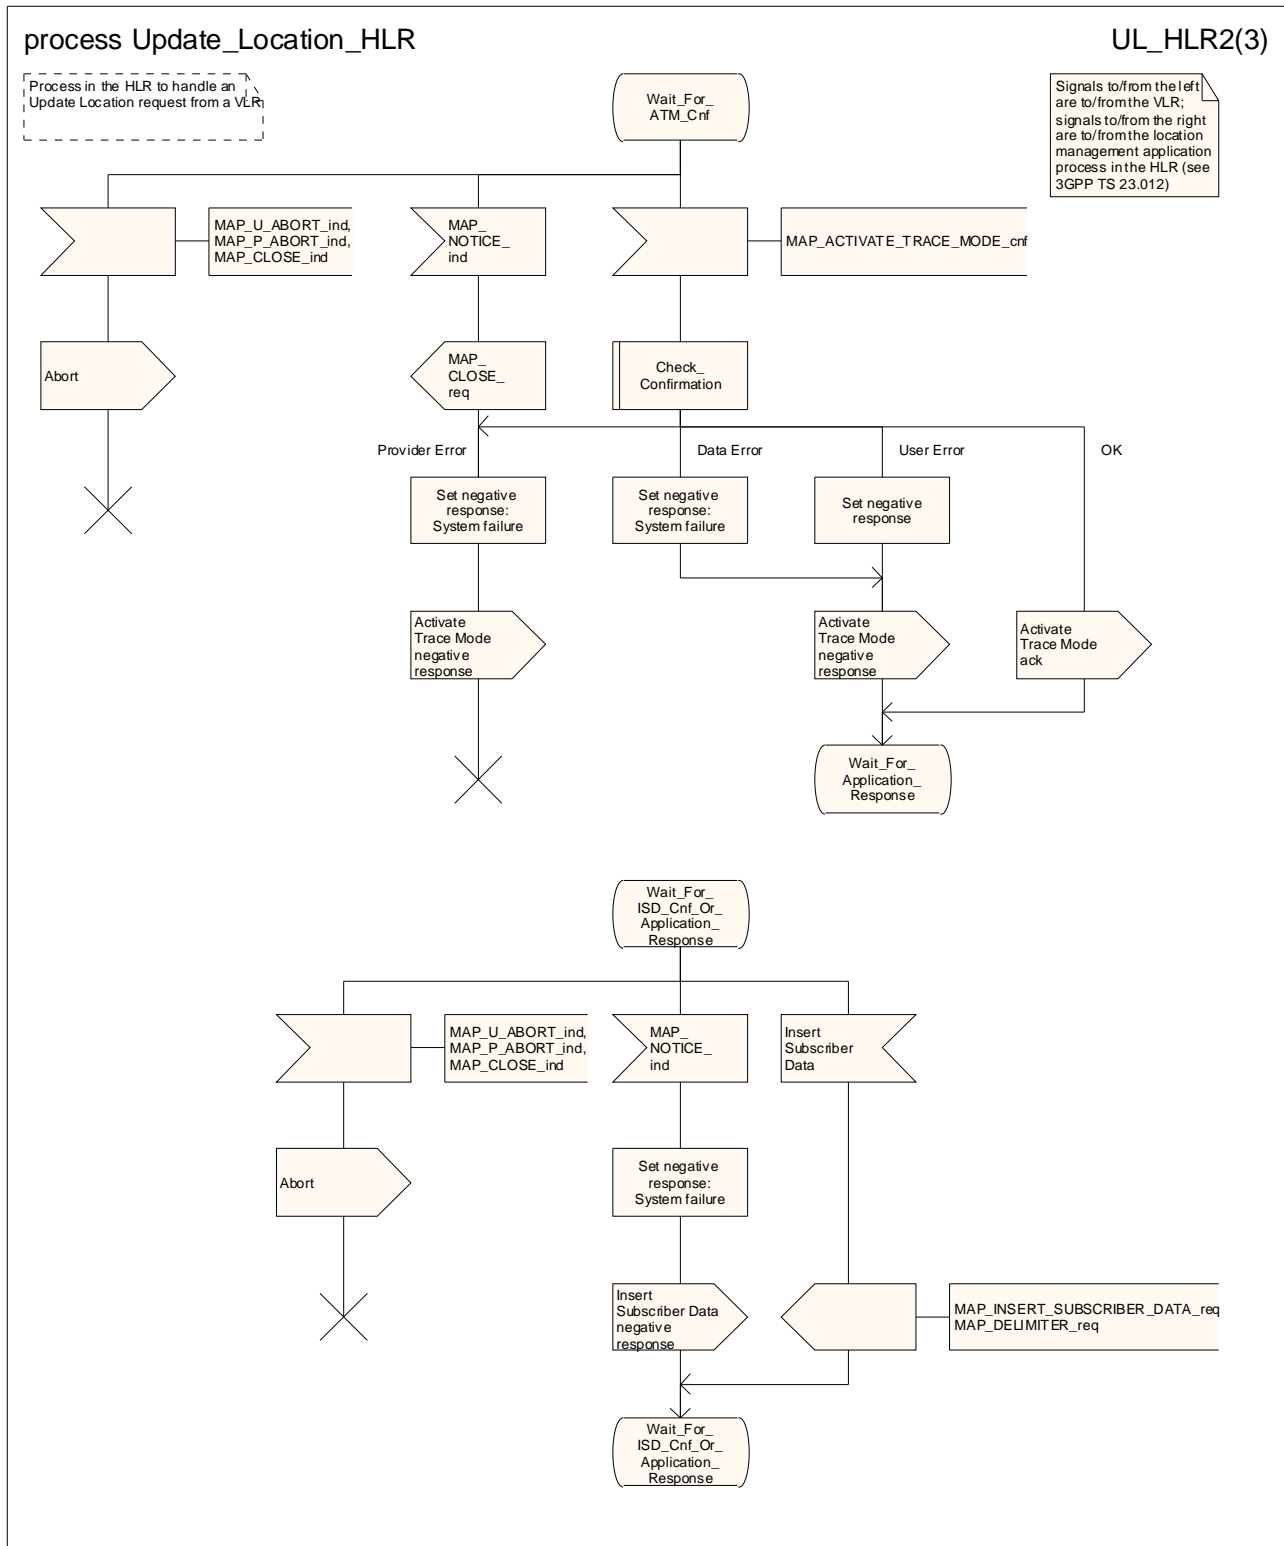 process Update_Location_HLR
UL_HLR2(3)
Process in the HLR to handle an
Update Location request from a VLR
Wait_For_
ATM_Cnf
Signals to/from the left
are to/from the VLR;
signals to/from the right
are to/from the location
management application
process in the HLR (see
3GPP TS 23.012)
MAP_U_ABORT_ind,
MAP_P_ABORT_ind,
MAP_CLOSE_ind
MAP_
NOTICE_
ind
MAP_ACTIVATE_TRACE_MODE_cnf
Abort
MAP_
CLOSE_
req
Check_
Confirmation
Provider Error
Data Error
User Error
OK
Set negative
response:
System failure
Set negative
response:
System failure
Set negative
response
Activate
Trace Mode
negative
response
Activate
Trace Mode
negative
response
Activate
Trace Mode
ack
Wait_For_
Application_
Response
Wait_For_
ISD_Cnf_Or_
Application_
Response
MAP_U_ABORT_ind,
MAP_P_ABORT_ind,
MAP_CLOSE_ind
MAP_
NOTICE_
ind
Insert
Subscriber
Data
Abort
Set negative
response:
System failure
Insert
Subscriber Data
negative
response
MAP_INSERT_SUBSCRIBER_DATA_req
MAP_DELIMITER_req
Wait_For_
ISD_Cnf_Or_
Application_
Response